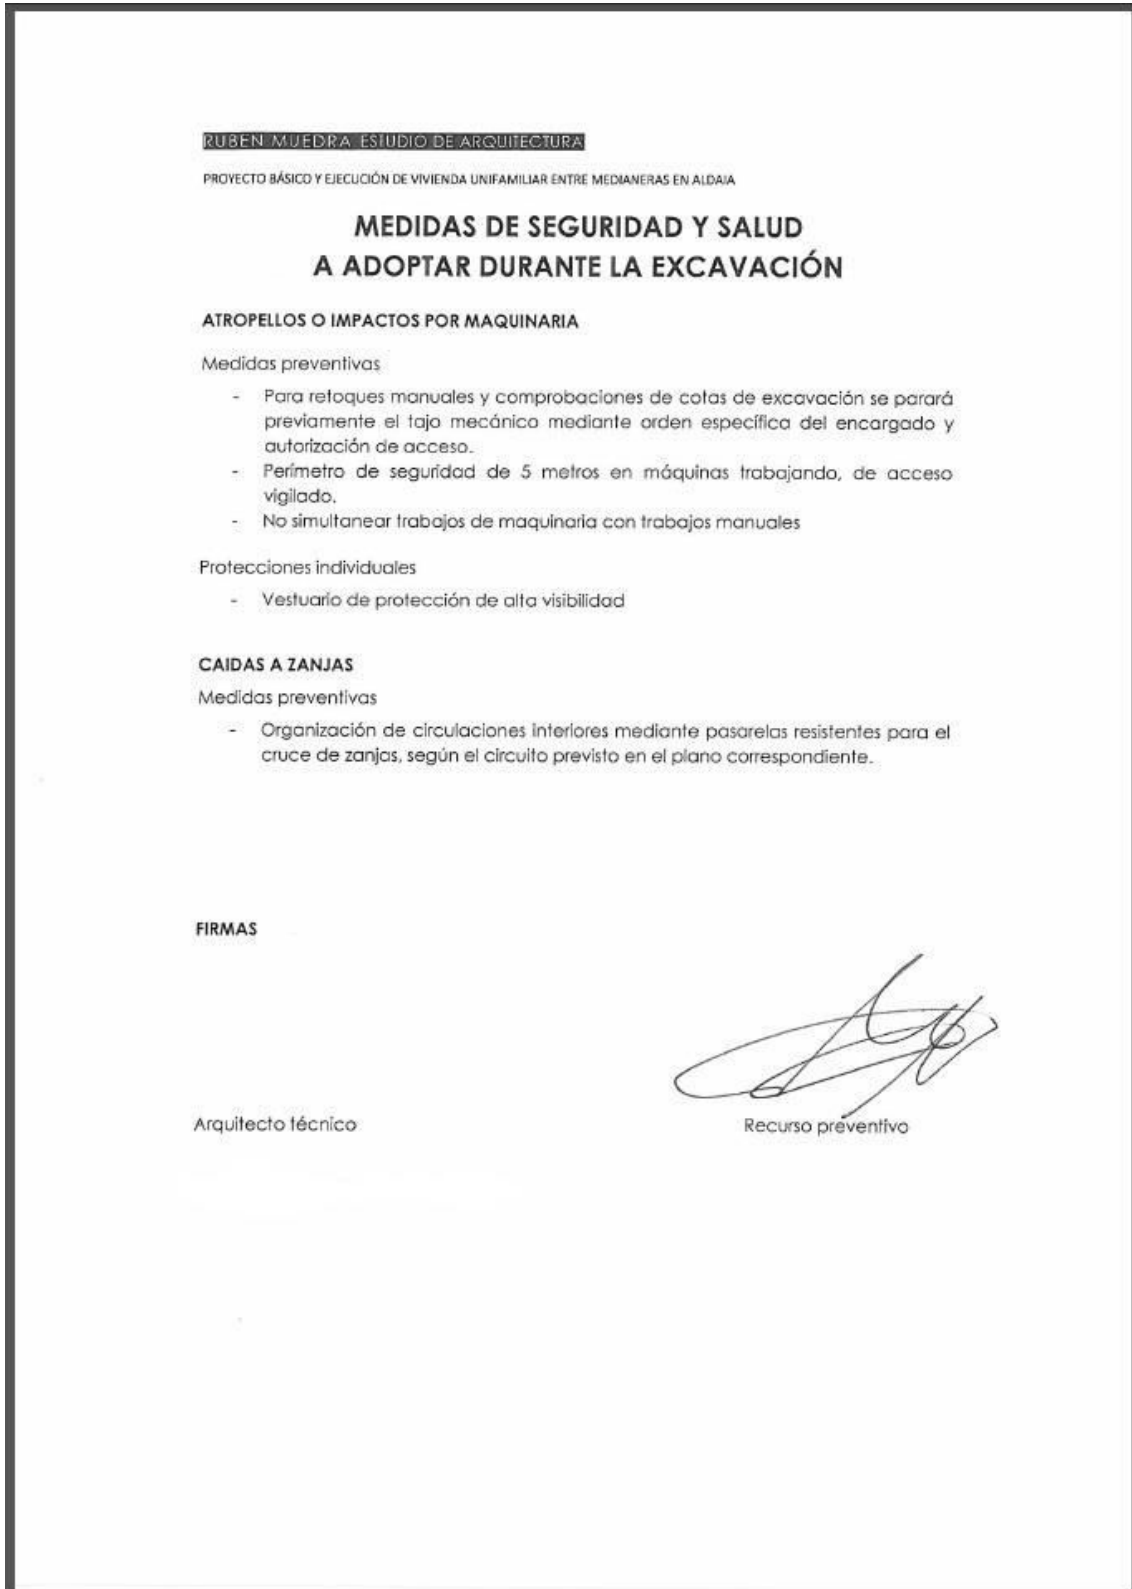 RUBEN MUEDRA ESTUDIO DE ARQUITECTURA
PROYECTO BÁSICO Y EJECUCIÓN DE VIVIENDA UNIFAMILIAR ENTRE MEDIANERAS EN ALDAIA
MEDIDAS DE SEGURIDAD Y SALUD
A ADOPTAR DURANTE LA EXCAVACIÓN
ATROPELLOS O IMPACTOS POR MAQUINARIA
Medidas preventivas
- Para retoques manuales y comprobaciones de cotas de excavación se parará
previamente el tajo mecánico mediante orden específica del encargado y
autorización de acceso.
- Perímetro de seguridad de 5 metros en máquinas trabajando, de acceso
vigilado.
- No simultanear trabajos de maquinaria con trabajos manuales
Protecciones individuales
- Vestuario de protección de alta visibilidad
CAIDAS A ZANJAS
Medidas preventivas
- Organización de circulaciones interiores mediante pasarelas resistentes para el
cruce de zanjas, según el circuito previsto en el plano correspondiente.
FIRMAS
Arquitecto técnico
Recurso preventivo